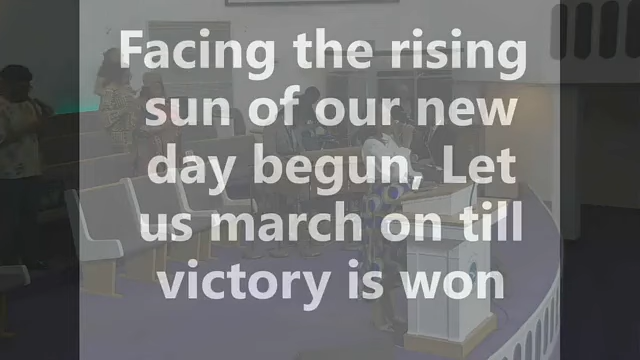 Facing the rising
sun of our new
day begun, Let
us march on till
victory is won